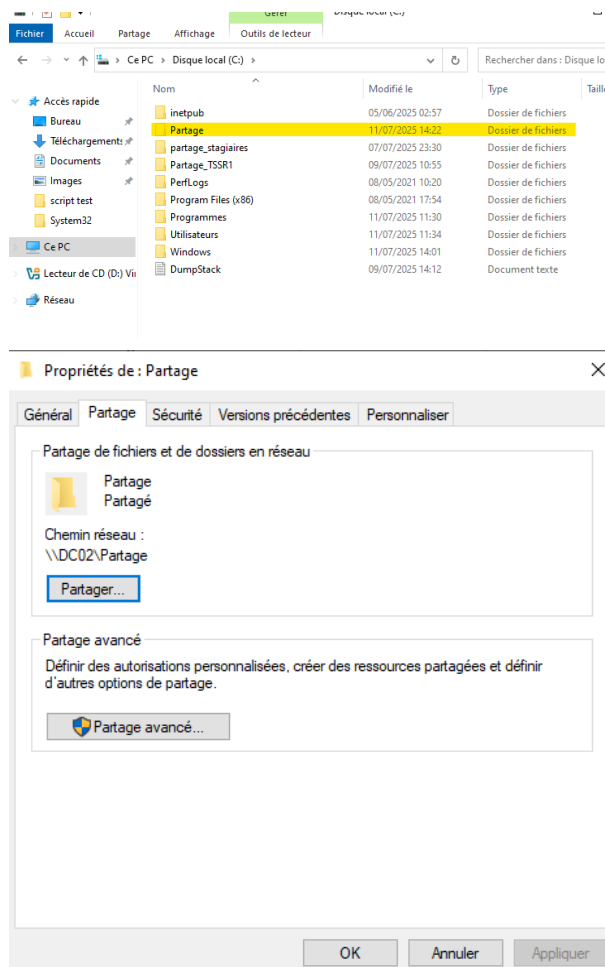 Gérer Disque local (C:)
Fichier Accueil Partage Affichage Outils de lecteur
Ce PC > Disque local (C:) > Rechercher dans : Disque lo
Nom Modifié le Type Taille
Accès rapide
Bureau
Téléchargements
Documents
Images
script test
System32
Ce PC
Lecteur de CD (D:) Vir
Réseau
inetpub 05/06/2025 02:57 Dossier de fichiers
Partage 11/07/2025 14:22 Dossier de fichiers
partage_stagiaires 07/07/2025 23:30 Dossier de fichiers
Partage_TSSR1 09/07/2025 10:55 Dossier de fichiers
PerfLogs 08/05/2021 10:20 Dossier de fichiers
Program Files (x86) 08/05/2021 17:54 Dossier de fichiers
Programmes 11/07/2025 11:30 Dossier de fichiers
Utilisateurs 11/07/2025 11:34 Dossier de fichiers
Windows 11/07/2025 14:01 Dossier de fichiers
DumpStack 09/07/2025 14:12 Document texte
Propriétés de : Partage
Général Partage Sécurité Versions précédentes Personnaliser
Partage de fichiers et de dossiers en réseau
Partage
Partagé
Chemin réseau :
\\DC02\Partage
Partager...
Partage avancé
Définir des autorisations personnalisées, créer des ressources partagées et définir
d'autres options de partage.
Partage avancé...
OK Annuler Appliquer